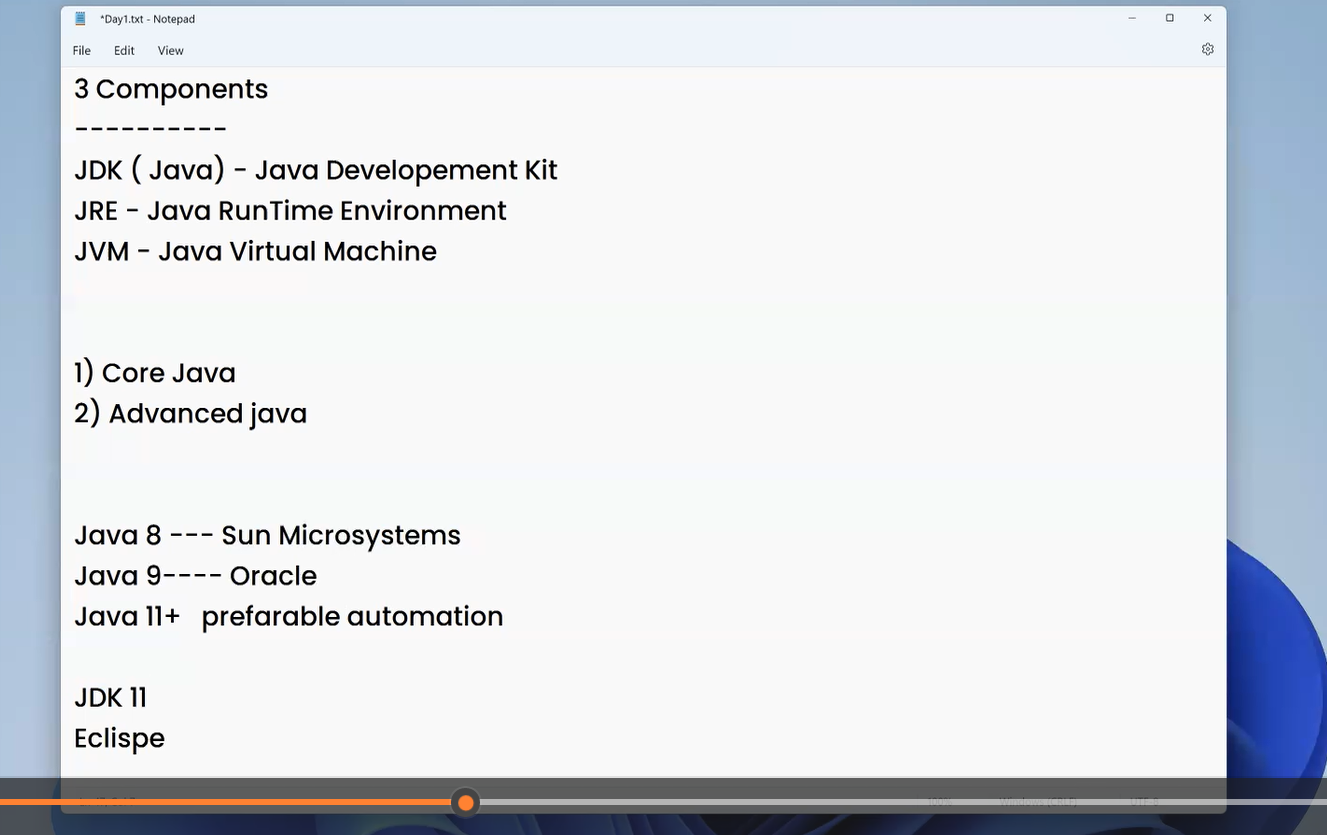 *Day1.txt - Notepad
File Edit View
3 Components
----------
JDK ( Java) - Java Developement Kit
JRE - Java RunTime Environment
JVM - Java Virtual Machine
1) Core Java
2) Advanced java
Java 8 --- Sun Microsystems
Java 9---- Oracle
Java 11+   prefarable automation
JDK 11
Eclispe
100% Windows (CRLF) UTF-8